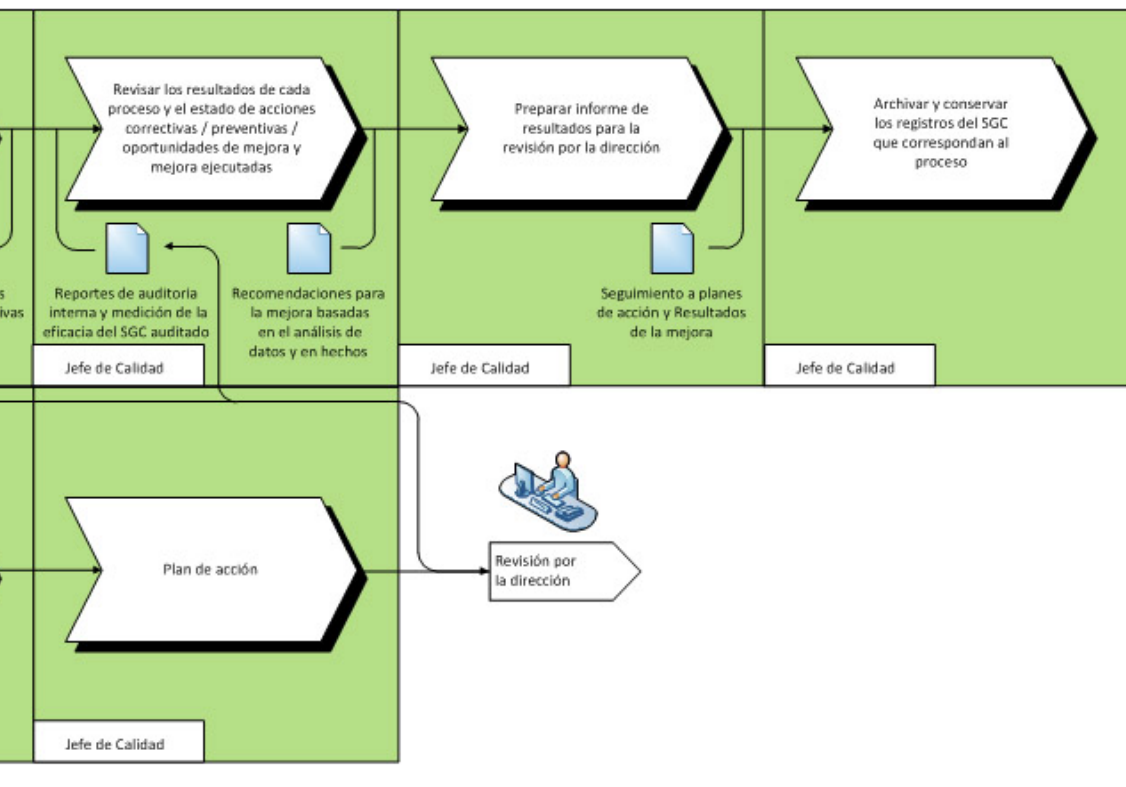 Revisar los resultados de cada
proceso y el estado de acciones
correctivas / preventivas /
oportunidades de mejora y
mejora ejecutadas
Preparar informe de
resultados para la
revisión por la dirección
Archivar y conservar
los registros del SGC
que correspondan al
proceso
s
ivas
Reportes de auditoria
interna y medición de la
eficacia del SGC auditado
Recomendaciones para
la mejora basadas
en el análisis de
datos y en hechos
Seguimiento a planes
de acción y Resultados
de la mejora
Jefe de Calidad
Jefe de Calidad
Jefe de Calidad
Plan de acción
Revisión por
la dirección
Jefe de Calidad